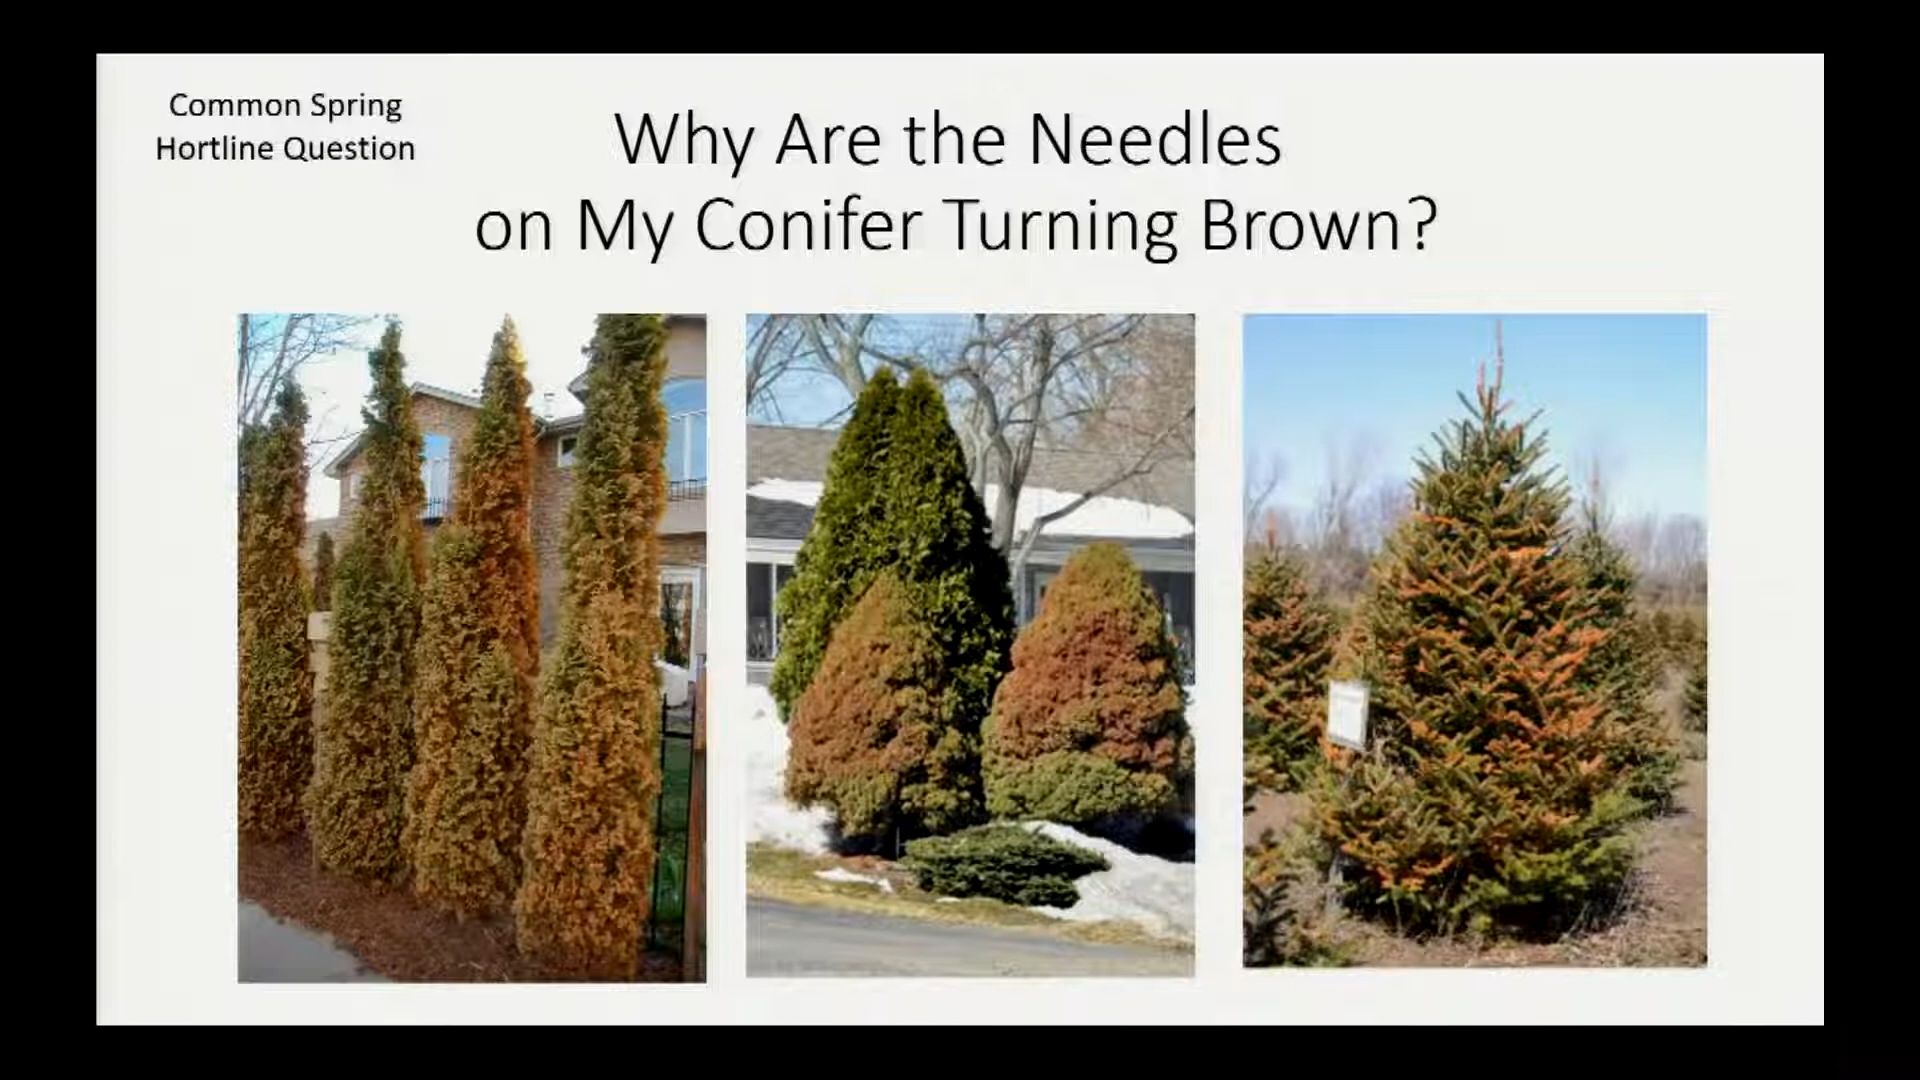 Common Spring
Hortline Question
Why Are the Needles
on My Conifer Turning Brown?